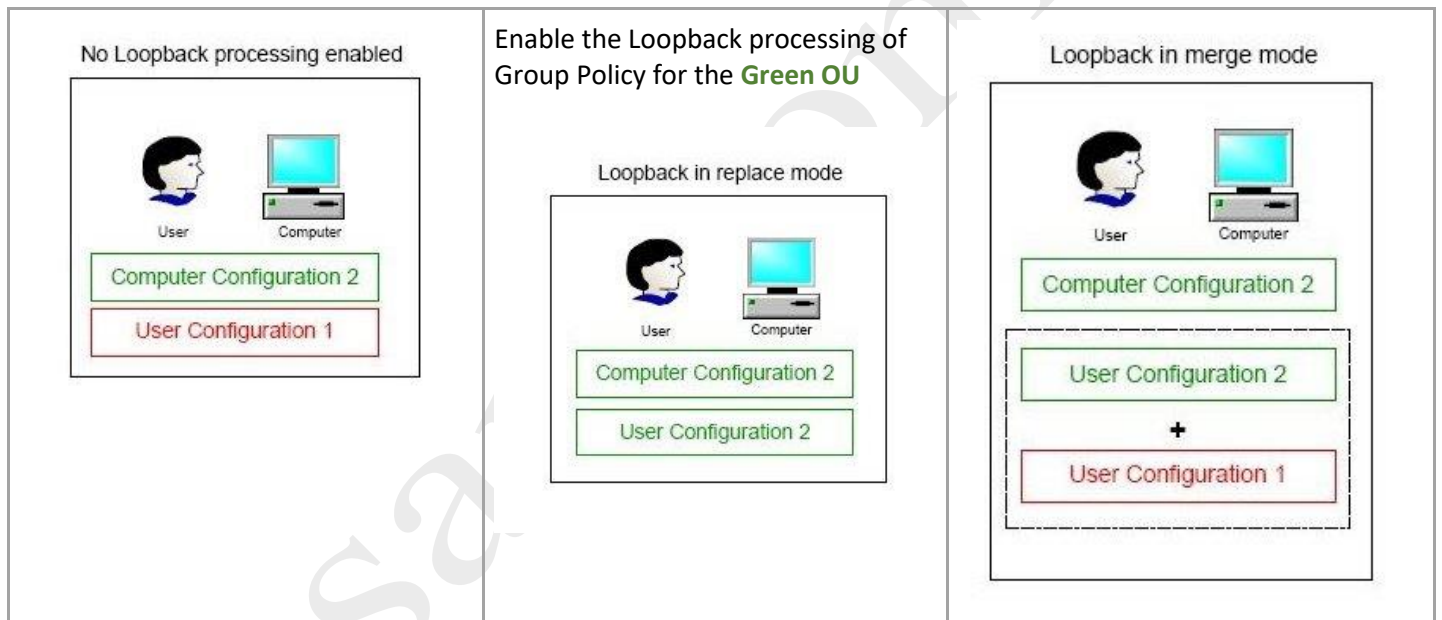 No Loopback processing enabled
User
Computer
Computer Configuration 2
User Configuration 1
Enable the Loopback processing of
Group Policy for the Green OU
Loopback in replace mode
User
Computer
Computer Configuration 2
User Configuration 2
Loopback in merge mode
User
Computer
Computer Configuration 2
User Configuration 2
+
User Configuration 1